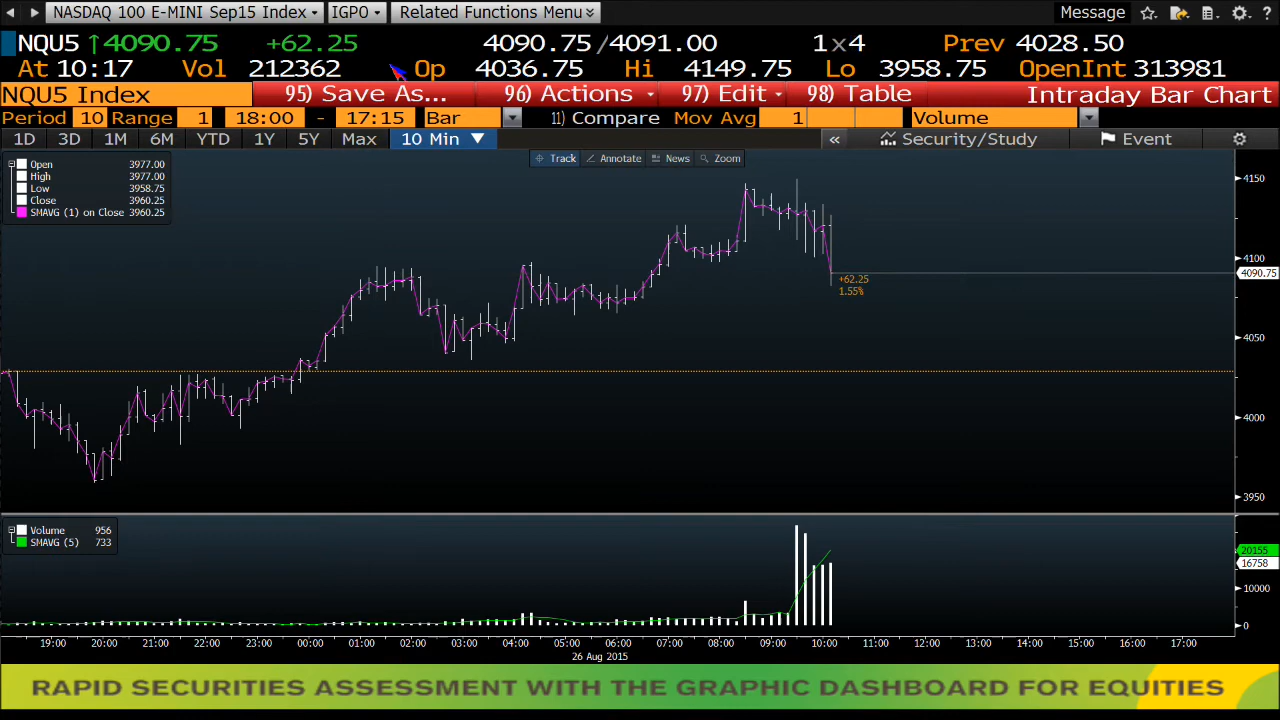 NASDAQ 100 E-MINI Sep15 Index IGPO Related Functions Menu Message ?
NQU5 ↑4090.75 +62.25 4090.75/4091.00 1x4 Prev 4028.50
At 10:17 Vol 212362 Op 4036.75 Hi 4149.75 Lo 3958.75 OpenInt 313981
NQU5 Index 95) Save As... 96) Actions 97) Edit 98) Table Intraday Bar Chart
Period 10 Range 1 18:00 - 17:15 Bar 11) Compare Mov Avg 1 Volume
1D 3D 1M 6M YTD 1Y 5Y Max 10 Min ▼ « Security/Study Event
Track Annotate News Zoom
Open 3977.00
High 3977.00
Low 3958.75
Close 3960.25
SMAVG (1) on Close 3960.25
4150
4100
4090.75
+62.25
1.55%
4050
4000
3950
Volume 956
SMAVG (5) 733
20155
16758
10000
0
19:00 20:00 21:00 22:00 23:00 00:00 01:00 02:00 03:00 04:00 05:00 06:00 07:00 08:00 09:00 10:00 11:00 12:00 13:00 14:00 15:00 16:00 17:00
26 Aug 2015
RAPID SECURITIES ASSESSMENT WITH THE GRAPHIC DASHBOARD FOR EQUITIES